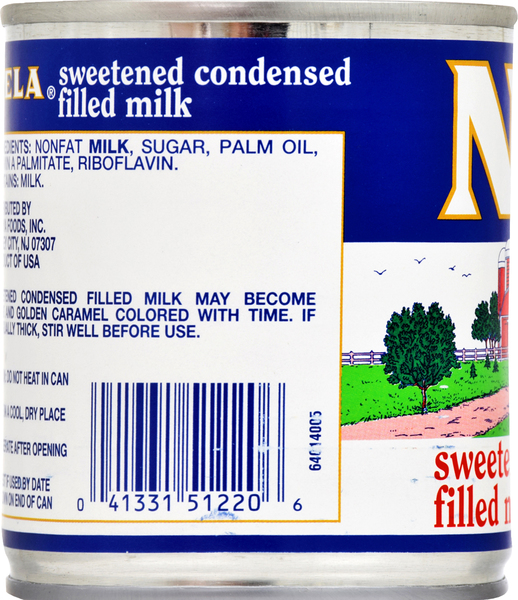 ELA® sweetened condensed
filled milk
EDIENTS: NONFAT MILK, SUGAR, PALM OIL,
N A PALMITATE, RIBOFLAVIN.
AINS: MILK.
BUTED BY
FOODS, INC.
CITY, NJ 07307
UCT OF USA
ENED CONDENSED FILLED MILK MAY BECOME
AND GOLDEN CARAMEL COLORED WITH TIME. IF
ALLY THICK, STIR WELL BEFORE USE.
DO NOT HEAT IN CAN
A COOL, DRY PLACE
ERATE AFTER OPENING
IF USED BY DATE
ON END OF CAN
0 41331 51220 6
64014005
N
sweete
filled m